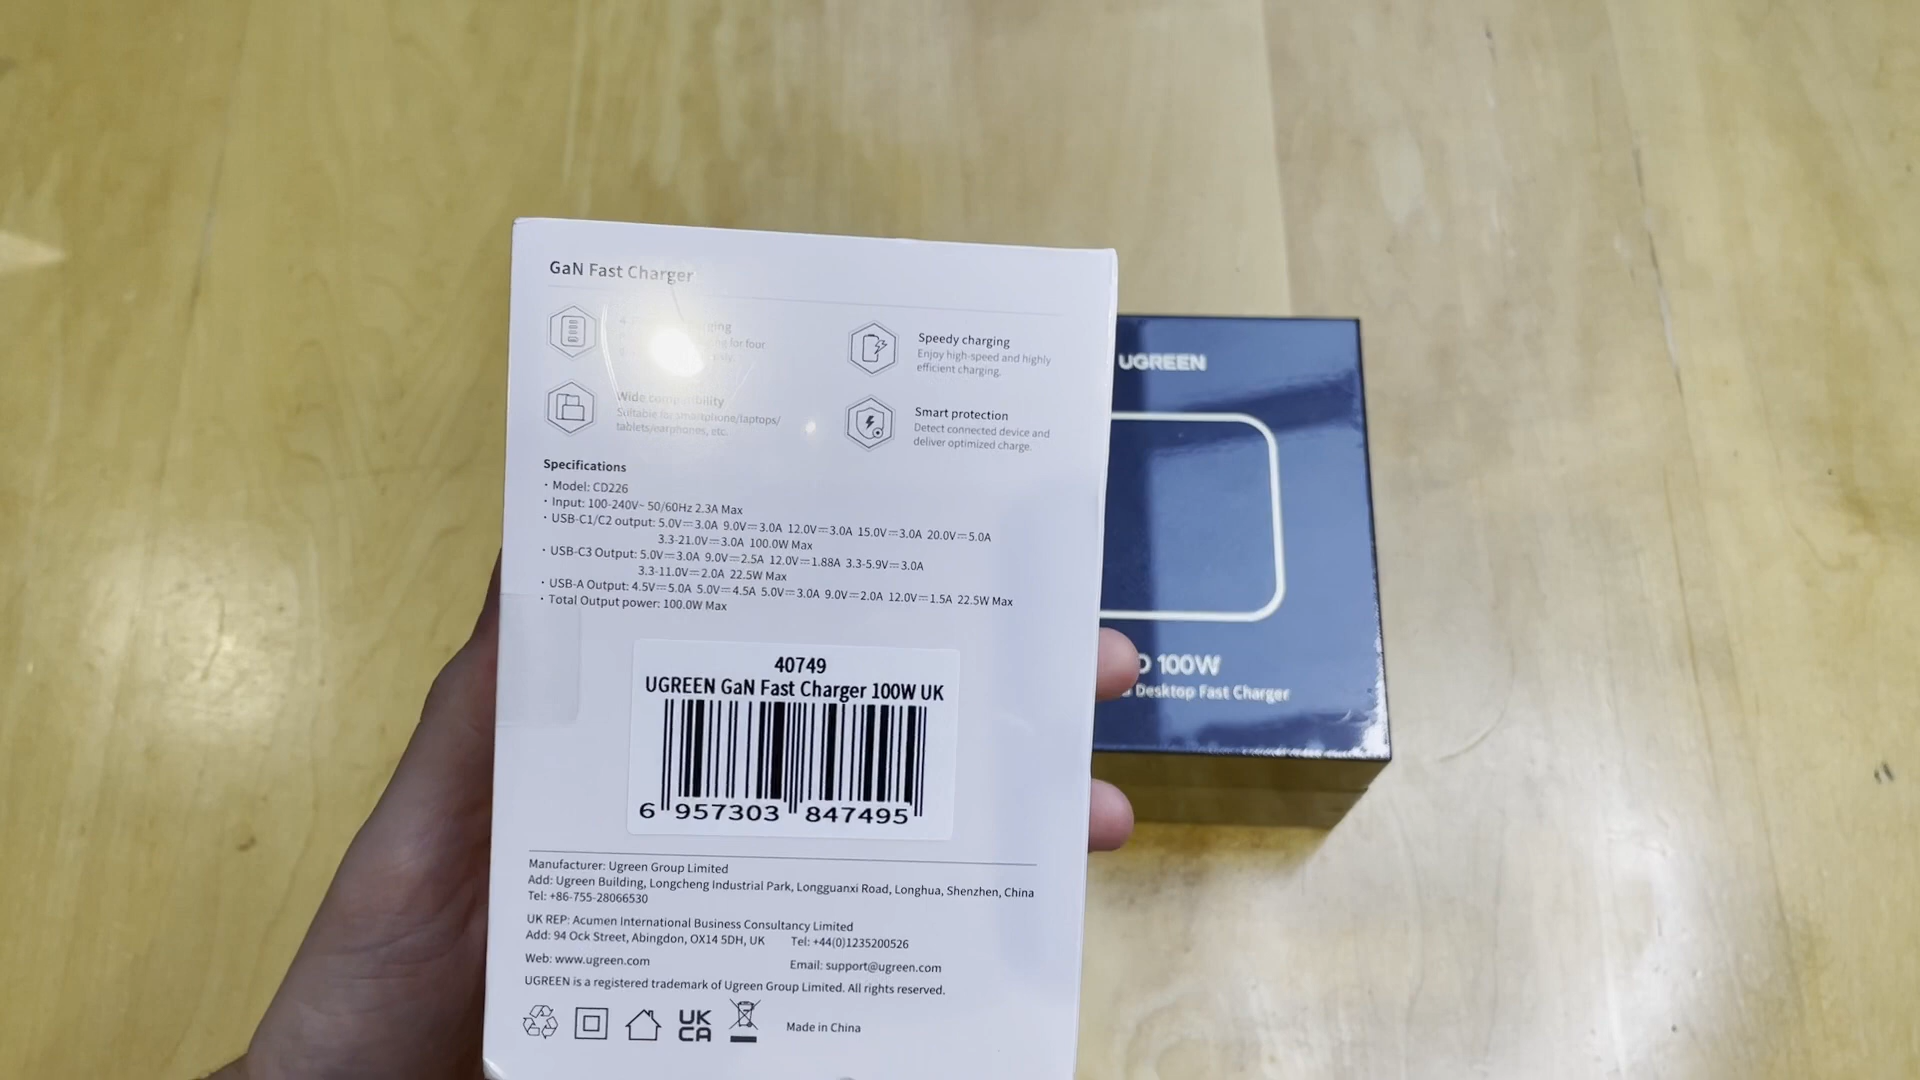 GaN Fast Charger
for four
Wide compatibility
Suitable for smartphone/laptops/
tablets/earphones, etc.
Speedy charging
Enjoy high-speed and highly
efficient charging.
Smart protection
Detect connected device and
deliver optimized charge.
Specifications
· Model: CD226
· Input: 100-240V~ 50/60Hz 2.3A Max
· USB-C1/C2 output: 5.0V⎓3.0A 9.0V⎓3.0A 12.0V⎓3.0A 15.0V⎓3.0A 20.0V⎓5.0A
3.3-21.0V⎓3.0A 100.0W Max
· USB-C3 Output: 5.0V⎓3.0A 9.0V⎓2.5A 12.0V⎓1.88A 3.3-5.9V⎓3.0A
3.3-11.0V⎓2.0A 22.5W Max
· USB-A Output: 4.5V⎓5.0A 5.0V⎓4.5A 5.0V⎓3.0A 9.0V⎓2.0A 12.0V⎓1.5A 22.5W Max
· Total Output power: 100.0W Max
40749
UGREEN GaN Fast Charger 100W UK
6 957303 847495
Manufacturer: Ugreen Group Limited
Add: Ugreen Building, Longcheng Industrial Park, Longguanxi Road, Longhua, Shenzhen, China
Tel: +86-755-28066530
UK REP: Acumen International Business Consultancy Limited
Add: 94 Ock Street, Abingdon, OX14 5DH, UK Tel: +44(0)1235200526
Web: www.ugreen.com Email: support@ugreen.com
UGREEN is a registered trademark of Ugreen Group Limited. All rights reserved.
UK
CA
Made in China
UGREEN
100W
Desktop Fast Charger